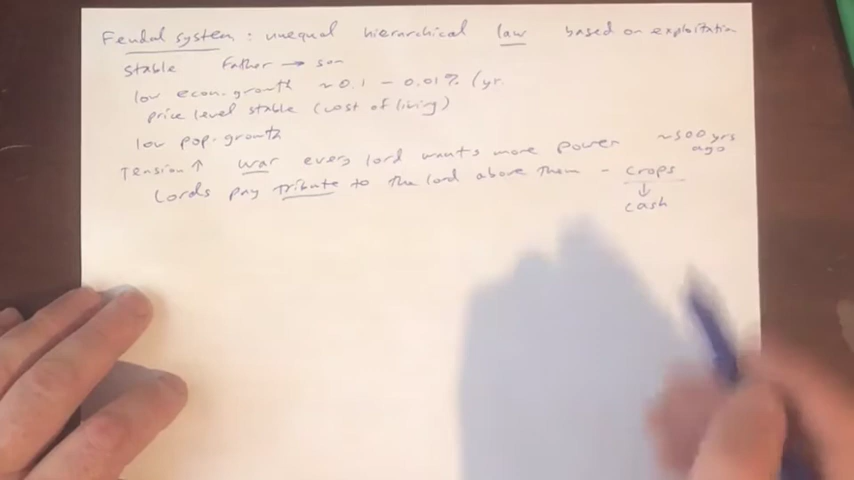 Feudal system : unequal hierarchical law based on exploitation
stable Father → son
low econ. growth ~0.1 - 0.01% /yr.
price level stable (cost of living)
low pop. growth
Tension ↑ war every lord wants more power ~500 yrs ago
Lords pay tribute to the lord above them - crops
↓
cash